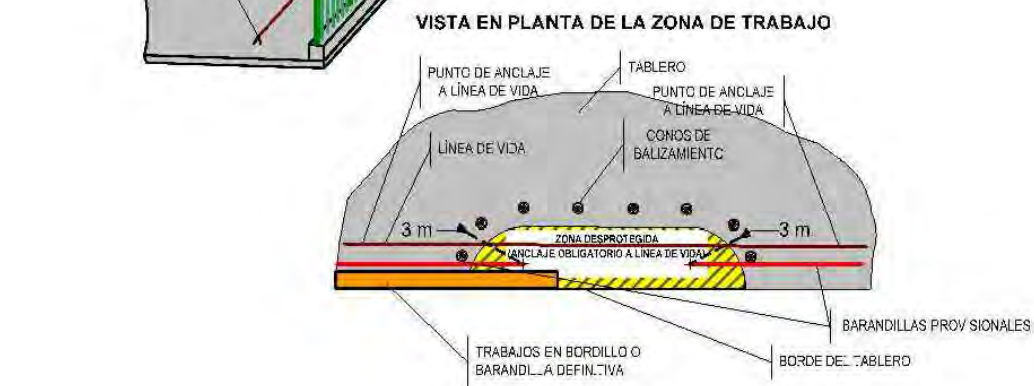 VISTA EN PLANTA DE LA ZONA DE TRABAJO
PUNTO DE ANCLAJE
A LÍNEA DE VIDA
TABLERO
PUNTO DE ANCLAJE
A LÍNEA DE VIDA
LÍNEA DE VIDA
CONOS DE
BALIZAMIENTO
3 m
3 m
ZONA DESPROTEGIDA
(ANCLAJE OBLIGATORIO A LINEA DE VIDA)
BARANDILLAS PROVISIONALES
TRABAJOS EN BORDILLO O
BARANDILLA DEFINITIVA
BORDE DEL TABLERO